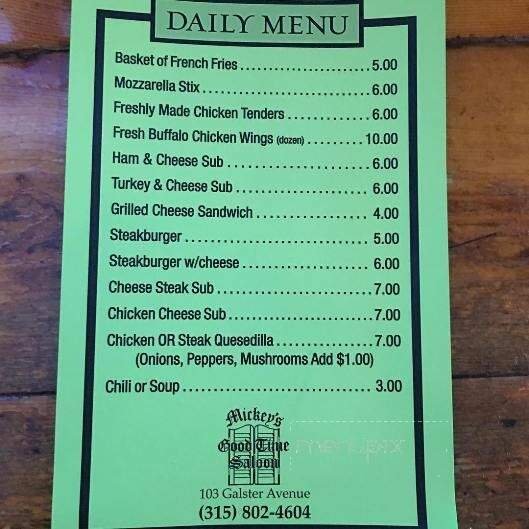 DAILY MENU
Basket of French Fries ........................ 5.00
Mozzarella Stix ................................ 6.00
Freshly Made Chicken Tenders ............... 6.00
Fresh Buffalo Chicken Wings (dozen) ......... 10.00
Ham & Cheese Sub .......................... 6.00
Turkey & Cheese Sub ........................ 6.00
Grilled Cheese Sandwich ..................... 4.00
Steakburger .................................. 5.00
Steakburger w/cheese ........................ 6.00
Cheese Steak Sub ............................ 7.00
Chicken Cheese Sub .......................... 7.00
Chicken OR Steak Quesedilla .................. 7.00
(Onions, Peppers, Mushrooms Add $1.00)
Chili or Soup .................................. 3.00
Mickey's
Good Time
Saloon
103 Galster Avenue
(315) 802-4604